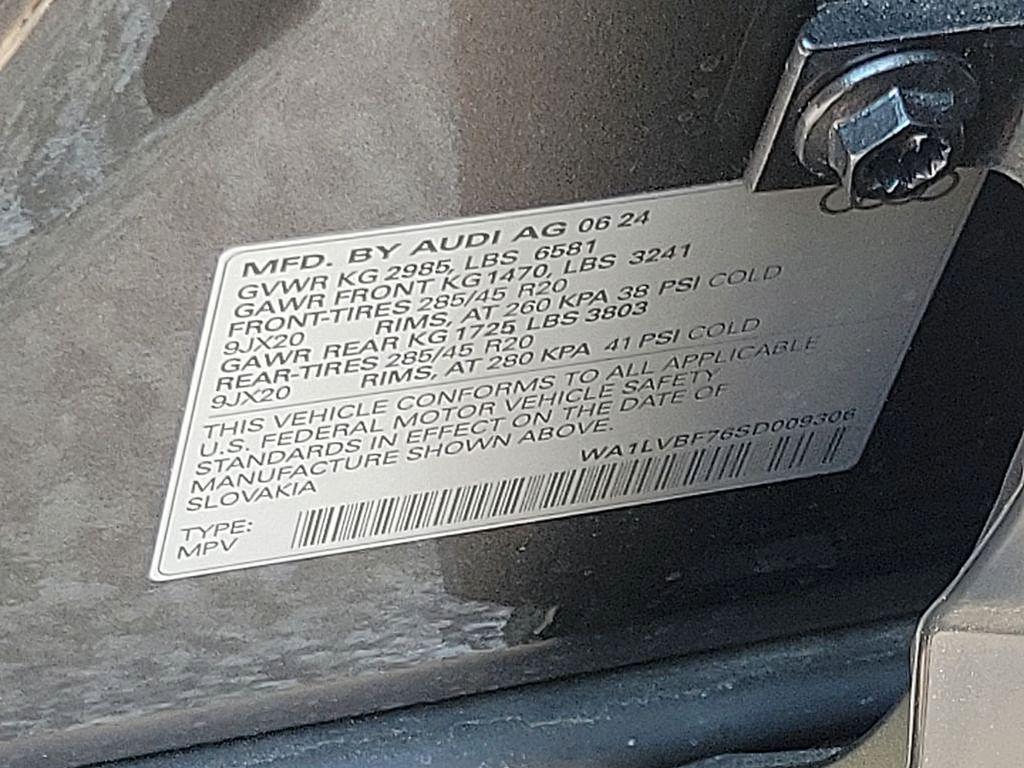 MFD. BY AUDI AG 06 24
GVWR KG 2985, LBS 6581
GAWR FRONT KG 1470, LBS 3241
FRONT-TIRES 285/45 R20
9JX20 RIMS, AT 260 KPA 38 PSI COLD
GAWR REAR KG 1725 LBS 3803
REAR-TIRES 285/45 R20
9JX20 RIMS, AT 280 KPA 41 PSI COLD
THIS VEHICLE CONFORMS TO ALL APPLICABLE
U.S. FEDERAL MOTOR VEHICLE SAFETY
STANDARDS IN EFFECT ON THE DATE OF
MANUFACTURE SHOWN ABOVE.
SLOVAKIA WA1LVBF76SD009306
TYPE:
MPV